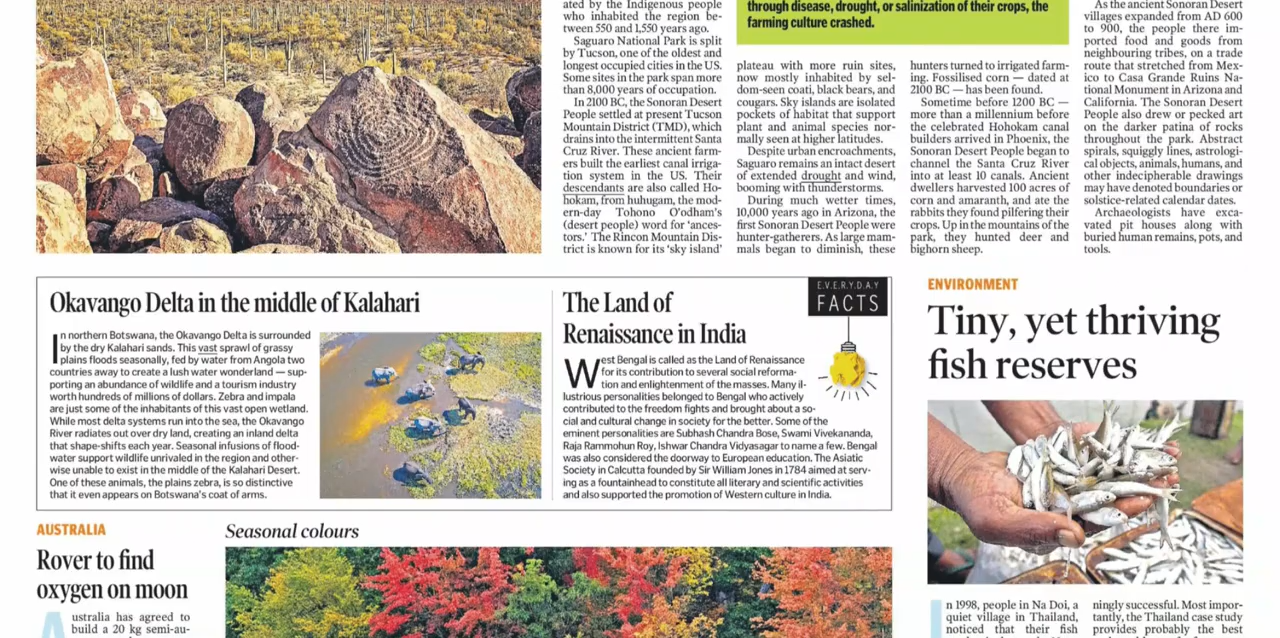 ated by the Indigenous people
who inhabited the region be-
tween 550 and 1,550 years ago.
Saguaro National Park is split
by Tucson, one of the oldest and
longest occupied cities in the US.
Some sites in the park span more
than 8,000 years of occupation.
In 2100 BC, the Sonoran Desert
People settled at present Tucson
Mountain District (TMD), which
drains into the intermittent Santa
Cruz River. These ancient farm-
ers built the earliest canal irriga-
tion system in the US. Their
descendants are also called Ho-
hokam, from huhugam, the mod-
ern-day Tohono O'odham's
(desert people) word for 'ances-
tors.' The Rincon Mountain Dis-
trict is known for its 'sky island'
through disease, drought, or salinization of their crops, the
farming culture crashed.
plateau with more ruin sites,
now mostly inhabited by sel-
dom-seen coati, black bears, and
cougars. Sky islands are isolated
pockets of habitat that support
plant and animal species nor-
mally seen at higher latitudes.
Despite urban encroachments,
Saguaro remains an intact desert
of extended drought and wind,
booming with thunderstorms.
During much wetter times,
10,000 years ago in Arizona, the
first Sonoran Desert People were
hunter-gatherers. As large mam-
mals began to diminish, these
hunters turned to irrigated farm-
ing. Fossilised corn — dated at
2100 BC — has been found.
Sometime before 1200 BC —
more than a millennium before
the celebrated Hohokam canal
builders arrived in Phoenix, the
Sonoran Desert People began to
channel the Santa Cruz River
into at least 10 canals. Ancient
dwellers harvested 100 acres of
corn and amaranth, and ate the
rabbits they found pilfering their
crops. Up in the mountains of the
park, they hunted deer and
bighorn sheep.
As the ancient Sonoran Desert
villages expanded from AD 600
to 900, the people there im-
ported food and goods from
neighbouring tribes, on a trade
route that stretched from Mex-
ico to Casa Grande Ruins Na-
tional Monument in Arizona and
California. The Sonoran Desert
People also drew or pecked art
on the darker patina of rocks
throughout the park. Abstract
spirals, squiggly lines, astrologi-
cal objects, animals, humans, and
other indecipherable drawings
may have denoted boundaries or
solstice-related calendar dates.
Archaeologists have exca-
vated pit houses along with
buried human remains, pots, and
tools.
Okavango Delta in the middle of Kalahari
In northern Botswana, the Okavango Delta is surrounded
by the dry Kalahari sands. This vast sprawl of grassy
plains floods seasonally, fed by water from Angola two
countries away to create a lush water wonderland — sup-
porting an abundance of wildlife and a tourism industry
worth hundreds of millions of dollars. Zebra and impala
are just some of the inhabitants of this vast open wetland.
While most delta systems run into the sea, the Okavango
River radiates out over dry land, creating an inland delta
that shape-shifts each year. Seasonal infusions of flood-
water support wildlife unrivaled in the region and other-
wise unable to exist in the middle of the Kalahari Desert.
One of these animals, the plains zebra, is so distinctive
that it even appears on Botswana's coat of arms.
The Land of
Renaissance in India
E.V.E.R.Y.D.A.Y
FACTS
West Bengal is called as the Land of Renaissance
for its contribution to several social reforma-
tion and enlightenment of the masses. Many il-
lustrious personalities belonged to Bengal who actively
contributed to the freedom fights and brought about a so-
cial and cultural change in society for the better. Some of the
eminent personalities are Subhash Chandra Bose, Swami Vivekananda,
Raja Rammohun Roy, Ishwar Chandra Vidyasagar to name a few. Bengal
was also considered the doorway to European education. The Asiatic
Society in Calcutta founded by Sir William Jones in 1784 aimed at serv-
ing as a fountainhead to constitute all literary and scientific activities
and also supported the promotion of Western culture in India.
ENVIRONMENT
Tiny, yet thriving
fish reserves
In 1998, people in Na Doi, a
quiet village in Thailand,
noticed that their fish
ningly successful. Most impor-
tantly, the Thailand case study
provides probably the best
AUSTRALIA
Rover to find
oxygen on moon
Australia has agreed to
build a 20 kg semi-au-
Seasonal colours